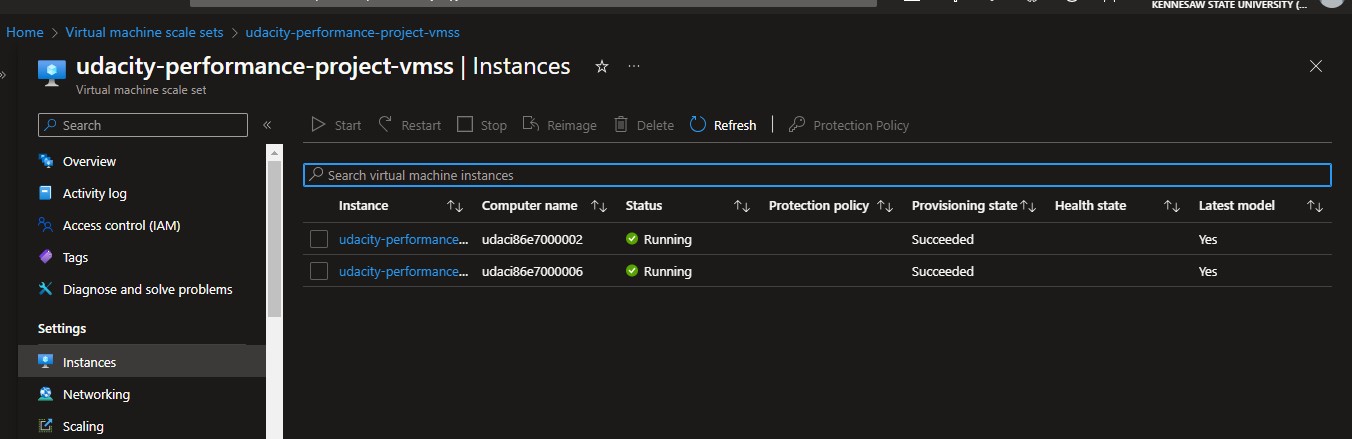 KENNESAW STATE UNIVERSITY (...
Home > Virtual machine scale sets > udacity-performance-project-vmss
udacity-performance-project-vmss | Instances
Virtual machine scale set
Search
Start Restart Stop Reimage Delete Refresh Protection Policy
Overview
Activity log
Access control (IAM)
Tags
Diagnose and solve problems
Settings
Instances
Networking
Scaling
Search virtual machine instances
Instance Computer name Status Protection policy Provisioning state Health state Latest model
udacity-performance... udaci86e7000002 Running Succeeded Yes
udacity-performance... udaci86e7000006 Running Succeeded Yes